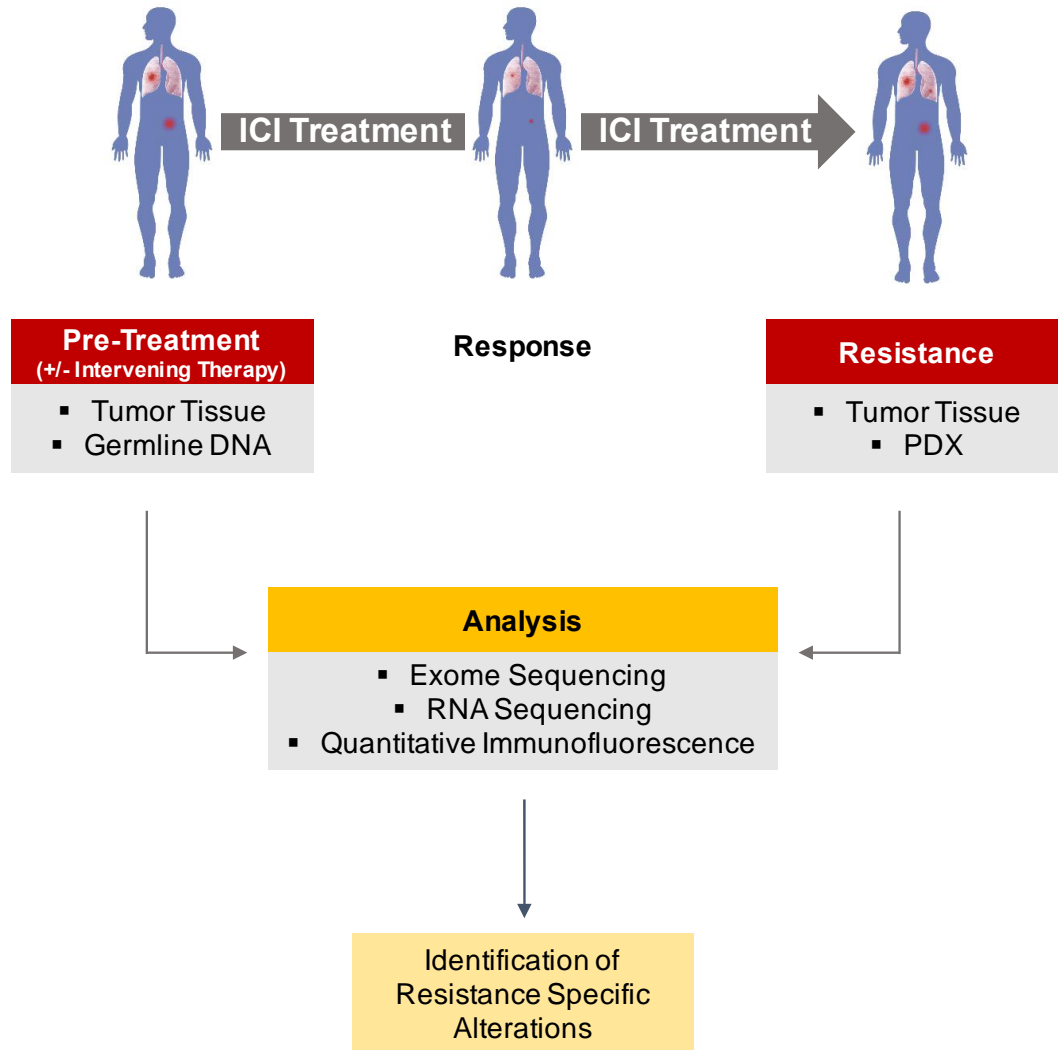 ICI Treatment
ICI Treatment
Pre-Treatment
(+/- Intervening Therapy)
▪ Tumor Tissue
▪ Germline DNA
Response
Resistance
▪ Tumor Tissue
▪ PDX
Analysis
▪ Exome Sequencing
▪ RNA Sequencing
▪ Quantitative Immunofluorescence
Identification of
Resistance Specific
Alterations